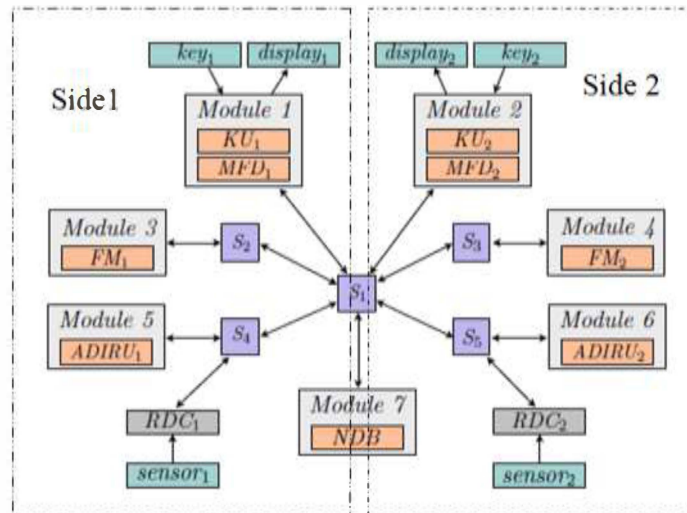 key₁ display₁ display₂ key₂
Side1 Side 2
Module 1 Module 2
KU₁ KU₂
MFD₁ MFD₂
Module 3 Module 4
S₂ S₃
FM₁ FM₂
S₁
Module 5 Module 6
S₄ S₅
ADIRU₁ ADIRU₂
Module 7
RDC₁ RDC₂
NDB
sensor₁ sensor₂